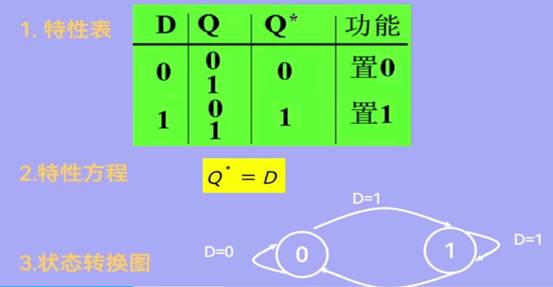 1. 特性表
D Q Q* 功能
0 0 0 置0
1
1 0 1 置1
1
2.特性方程
Q* = D
D=1
D=0 0 1 D=1
3.状态转换图